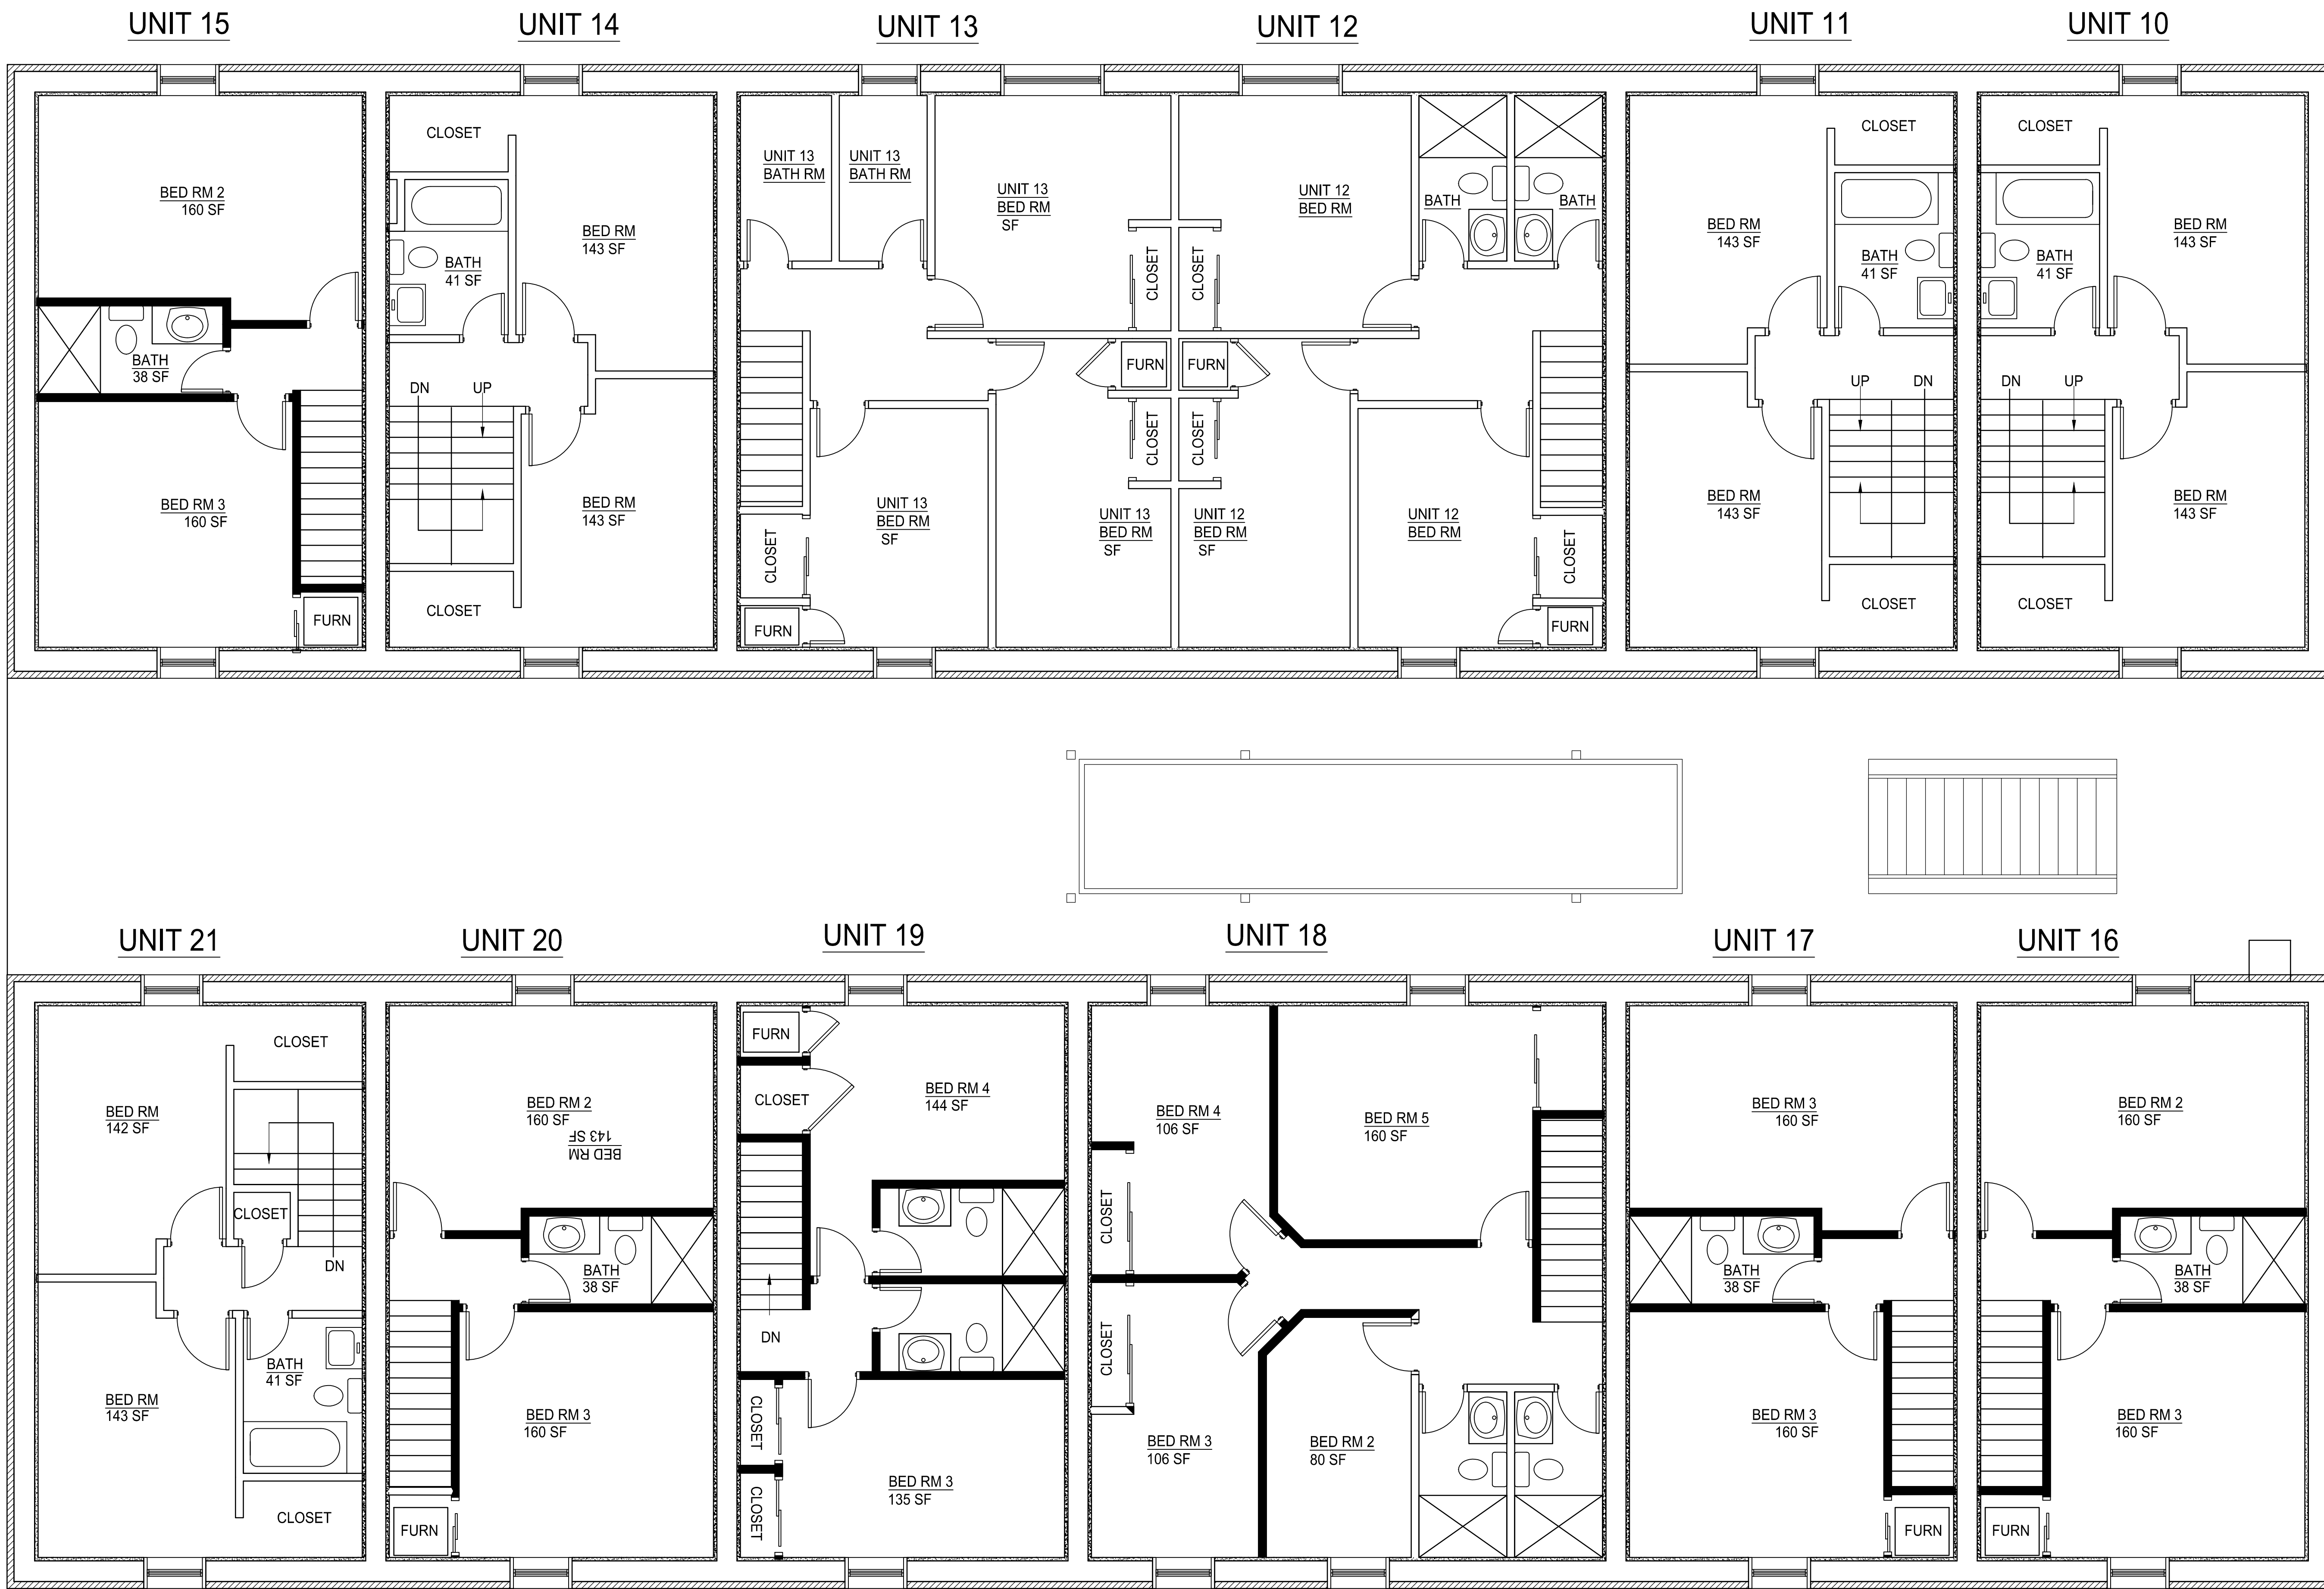 UNIT 15
UNIT 14
UNIT 13
UNIT 12
UNIT 11
UNIT 10
BED RM 2
160 SF
BATH
38 SF
BED RM 3
160 SF
FURN
CLOSET
BED RM
143 SF
BATH
41 SF
DN UP
BED RM
143 SF
CLOSET
UNIT 13
BATH RM
UNIT 13
BATH RM
UNIT 13
BED RM
SF
CLOSET
FURN
CLOSET
UNIT 13
BED RM
SF
UNIT 13
BED RM
SF
CLOSET
FURN
UNIT 12
BED RM
CLOSET
BATH
BATH
FURN
CLOSET
UNIT 12
BED RM
SF
UNIT 12
BED RM
CLOSET
FURN
CLOSET
BED RM
143 SF
BATH
41 SF
UP DN
BED RM
143 SF
CLOSET
CLOSET
BED RM
143 SF
BATH
41 SF
DN UP
BED RM
143 SF
CLOSET
UNIT 21
UNIT 20
UNIT 19
UNIT 18
UNIT 17
UNIT 16
CLOSET
BED RM
142 SF
CLOSET
DN
BATH
41 SF
BED RM
143 SF
CLOSET
BED RM 2
160 SF
BED RM
143 SF
BATH
38 SF
BED RM 3
160 SF
FURN
FURN
CLOSET
BED RM 4
144 SF
DN
CLOSET
BED RM 3
135 SF
CLOSET
BED RM 4
106 SF
BED RM 5
160 SF
CLOSET
CLOSET
BED RM 3
106 SF
BED RM 2
80 SF
BED RM 3
160 SF
BATH
38 SF
BED RM 3
160 SF
FURN
BED RM 2
160 SF
BATH
38 SF
BED RM 3
160 SF
FURN